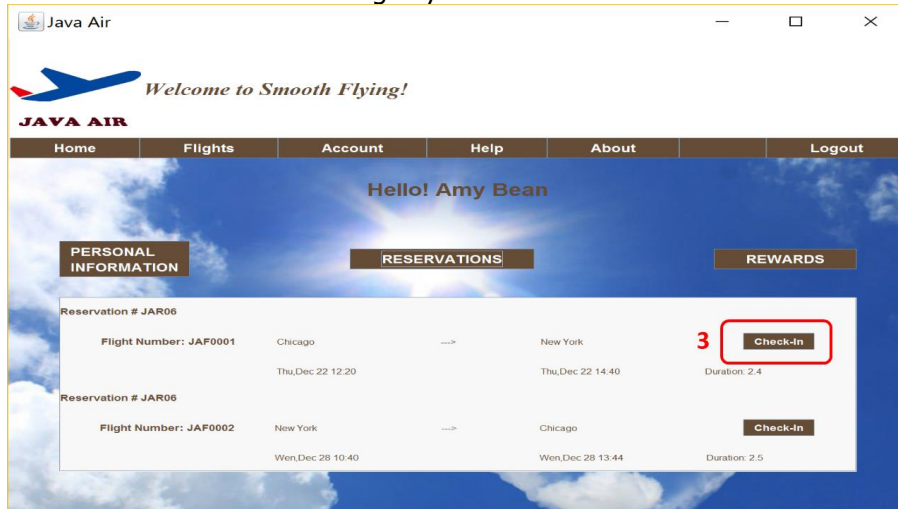 Java Air
Welcome to Smooth Flying!
JAVA AIR
Home Flights Account Help About Logout
Hello! Amy Bean
PERSONAL
INFORMATION
RESERVATIONS
REWARDS
Reservation # JAR06
Flight Number: JAF0001 Chicago ---> New York 3 Check-In
Thu,Dec 22 12:20 Thu,Dec 22 14:40 Duration: 2.4
Reservation # JAR06
Flight Number: JAF0002 New York ---> Chicago Check-In
Wen,Dec 28 10:40 Wen,Dec 28 13:44 Duration: 2.5